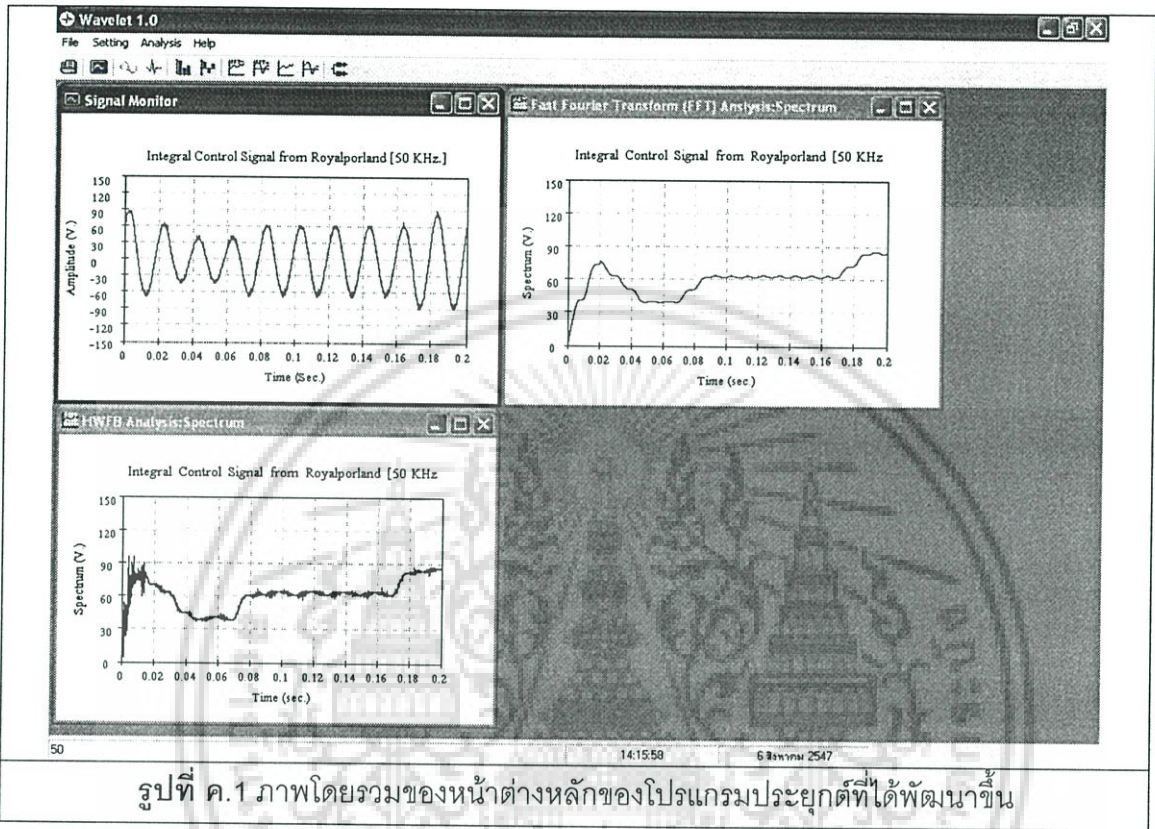 Wavelet 1.0
File Setting Analysis Help
Signal Monitor
Integral Control Signal from Royalporland [50 KHz.]
Amplitude (V.)
150
120
90
60
30
0
-30
-60
-90
-120
-150
0 0.02 0.04 0.06 0.08 0.1 0.12 0.14 0.16 0.18 0.2
Time (Sec.)
Fast Fourier Transform (FFT) Anslysis:Spectrum
Integral Control Signal from Royalporland [50 KHz
Spectrum (V.)
150
120
90
60
30
0
0 0.02 0.04 0.06 0.08 0.1 0.12 0.14 0.16 0.18 0.2
Time (sec.)
HWFB Analysis:Spectrum
Integral Control Signal from Royalporland [50 KHz
Spectrum (V.)
150
120
90
60
30
0
0 0.02 0.04 0.06 0.08 0.1 0.12 0.14 0.16 0.18 0.2
Time (sec.)
50 14:15:58 6 สิงหาคม 2547
รูปที่ ค.1 ภาพโดยรวมของหน้าต่างหลักของโปรแกรมประยุกต์ที่ได้พัฒนาขึ้น